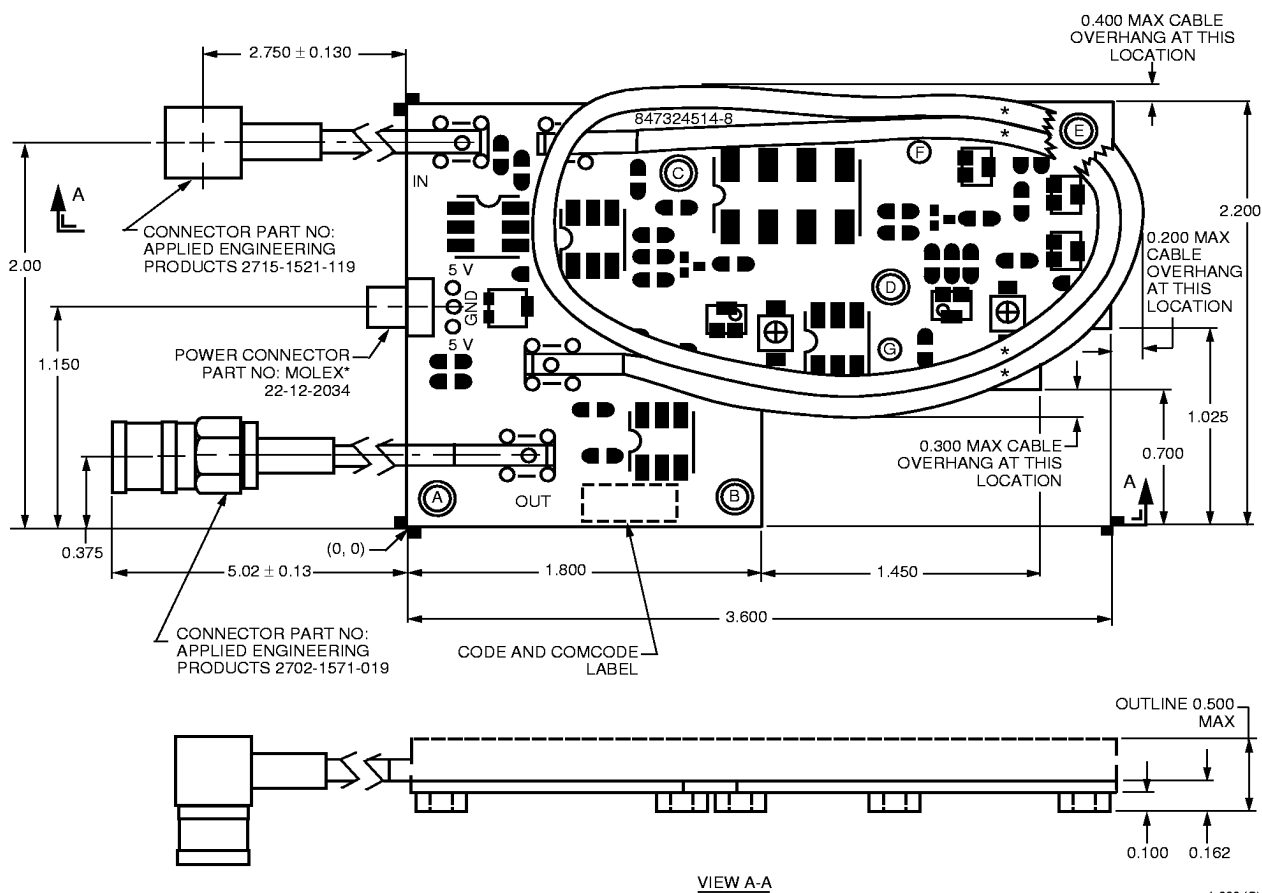 0.400 MAX CABLE
OVERHANG AT THIS
LOCATION
2.750 ± 0.130
847324514-8
*
*
E
F
C
IN
A
CONNECTOR PART NO:
APPLIED ENGINEERING
PRODUCTS 2715-1521-119
2.00
2.200
0.200 MAX
CABLE
OVERHANG
AT THIS
LOCATION
5 V
GND
5 V
D
G
*
*
1.150
POWER CONNECTOR
PART NO: MOLEX*
22-12-2034
1.025
0.700
0.300 MAX CABLE
OVERHANG AT THIS
LOCATION
A
A
OUT
B
0.375
(0, 0)
5.02 ± 0.13
1.800
1.450
3.600
CONNECTOR PART NO:
APPLIED ENGINEERING
PRODUCTS 2702-1571-019
CODE AND COMCODE
LABEL
OUTLINE 0.500
MAX
0.100
0.162
VIEW A-A